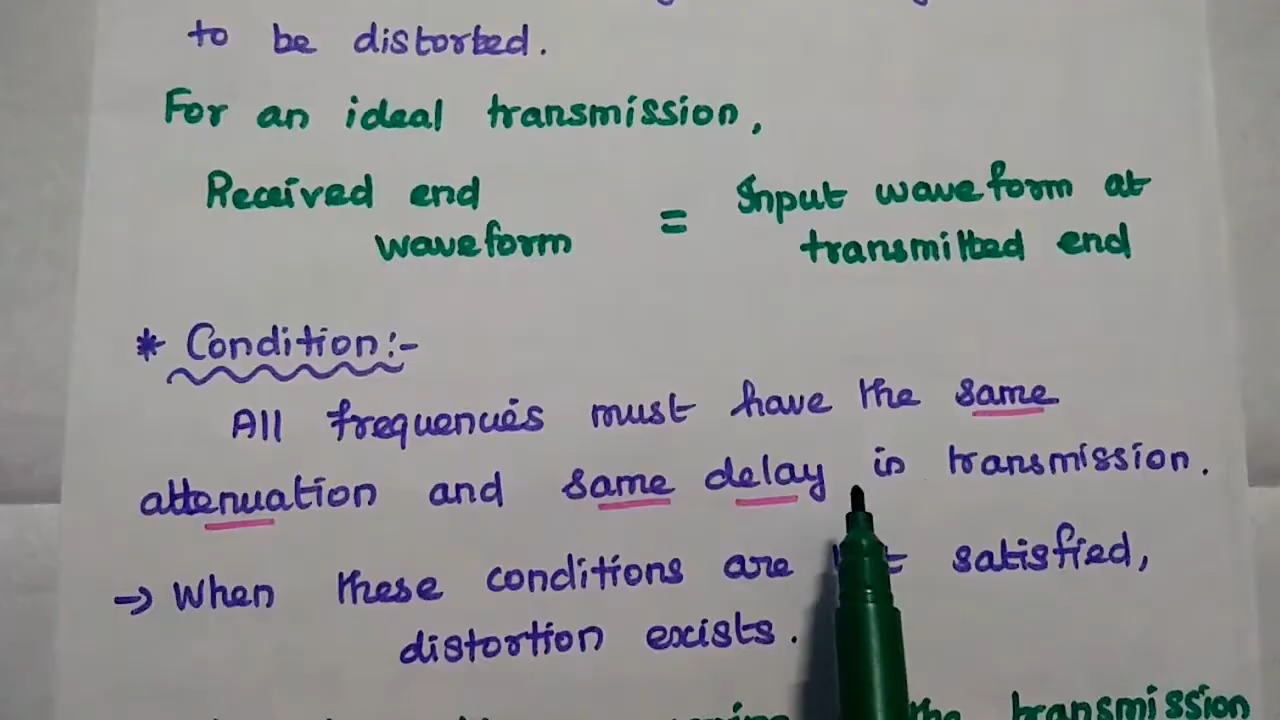 to be distorted.
For an ideal transmission,
Received end
waveform
=
Input waveform at
transmitted end
* Condition:-
All frequencies must have the same
attenuation and same delay in transmission.
→ When these conditions are satisfied,
distortion exists.
the transmission